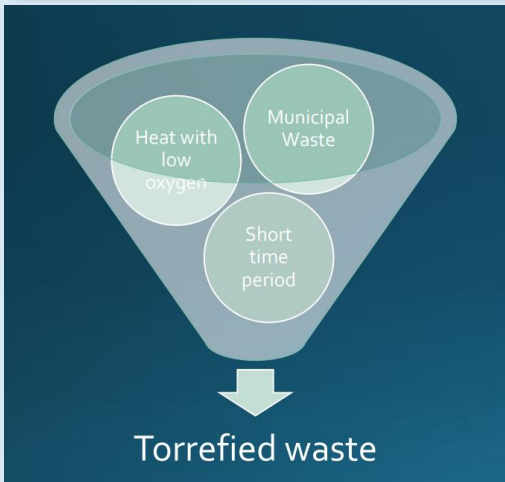 Municipal
Waste
Heat with
low
oxygen
Short
time
period
Torrefied waste